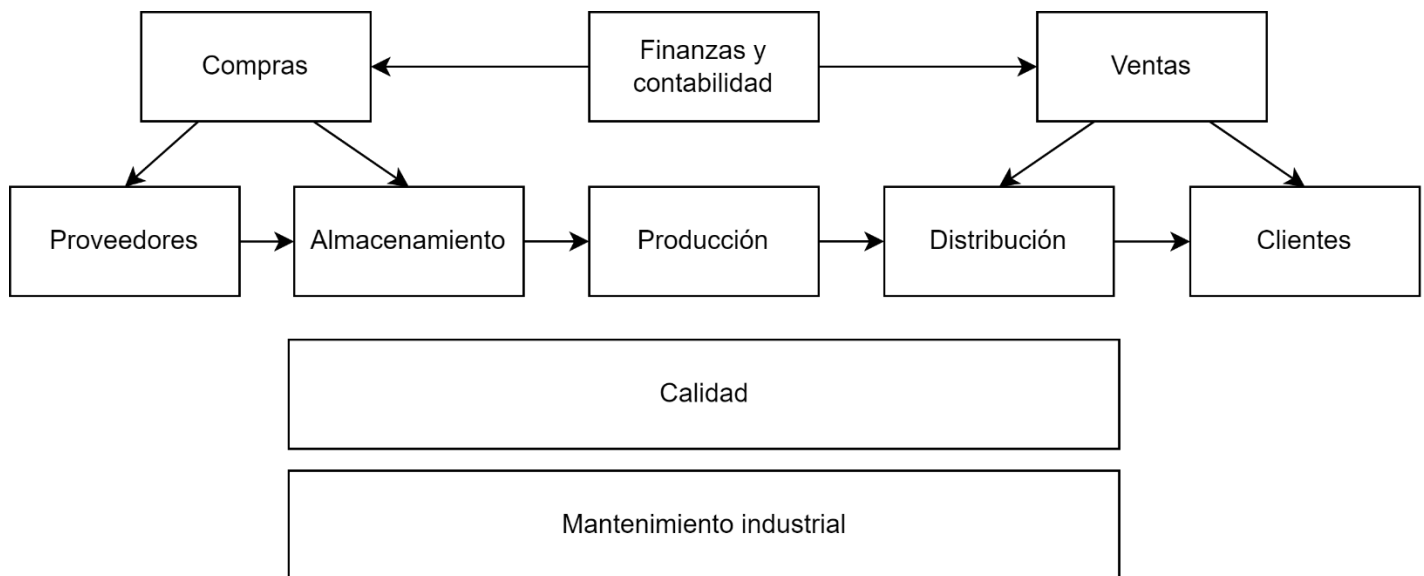 Compras
Finanzas y
contabilidad
Ventas
Proveedores
Almacenamiento
Producción
Distribución
Clientes
Calidad
Mantenimiento industrial